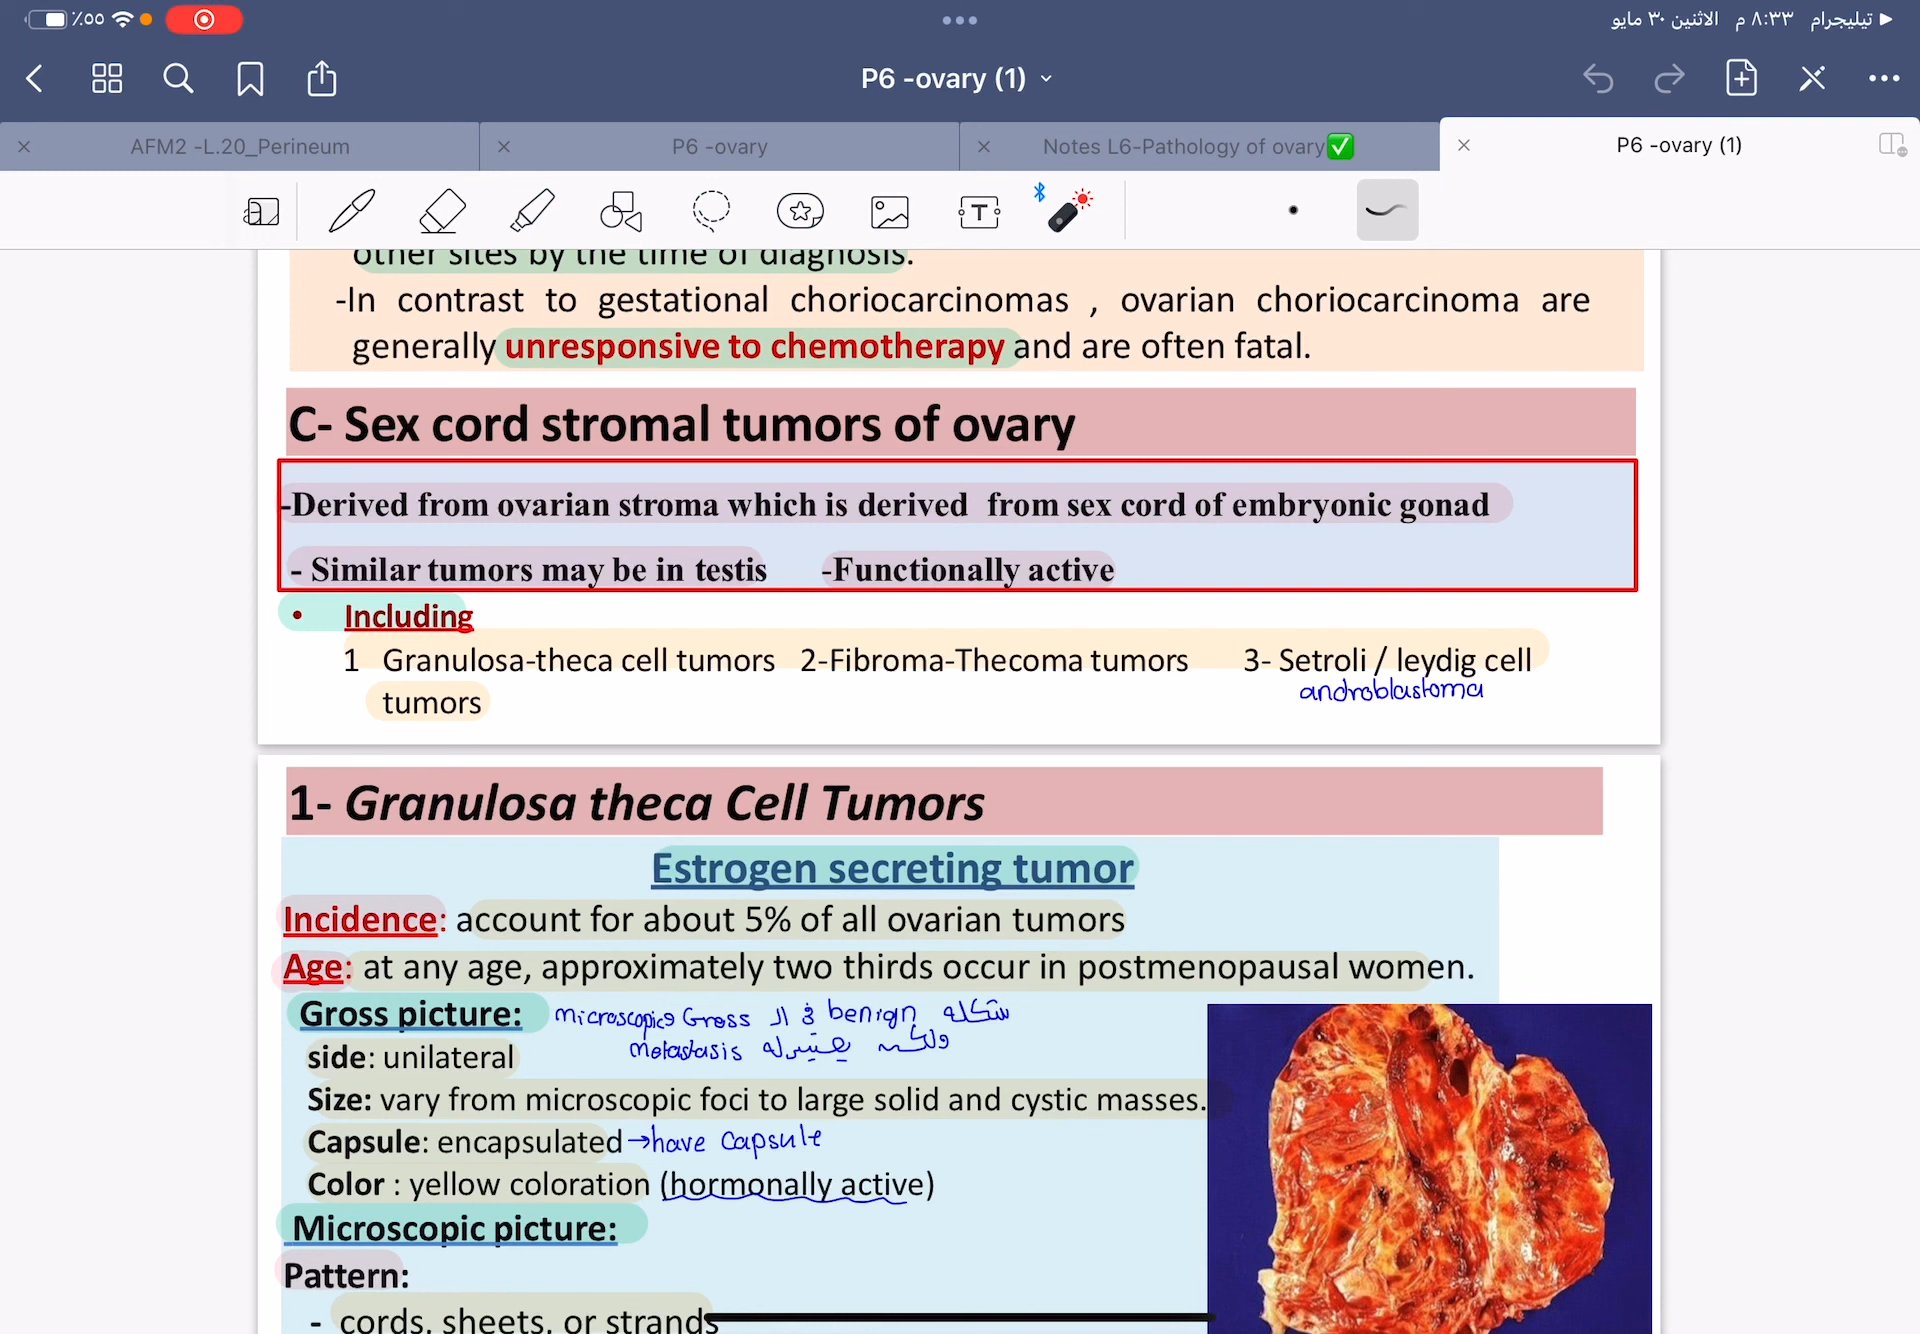 ٪٥٥
◀ تيليجرام ٨:٣٣ م الاثنين ٣٠ مايو
P6 -ovary (1)
AFM2 -L.20_Perineum
P6 -ovary
Notes L6-Pathology of ovary✅
P6 -ovary (1)
other sites by the time of diagnosis.
-In contrast to gestational choriocarcinomas , ovarian choriocarcinoma are
generally unresponsive to chemotherapy and are often fatal.
C- Sex cord stromal tumors of ovary
-Derived from ovarian stroma which is derived from sex cord of embryonic gonad
- Similar tumors may be in testis -Functionally active
• Including
1 Granulosa-theca cell tumors 2-Fibroma-Thecoma tumors 3- Setroli / leydig cell
androblastoma
tumors
1- Granulosa theca Cell Tumors
Estrogen secreting tumor
Incidence: account for about 5% of all ovarian tumors
Age: at any age, approximately two thirds occur in postmenopausal women.
Gross picture:
شكله benign في ال Gross و microscopic
ولكن بيصيرله metastasis
side: unilateral
Size: vary from microscopic foci to large solid and cystic masses.
Capsule: encapsulated →have capsule
Color : yellow coloration (hormonally active)
Microscopic picture:
Pattern:
- cords, sheets, or strands